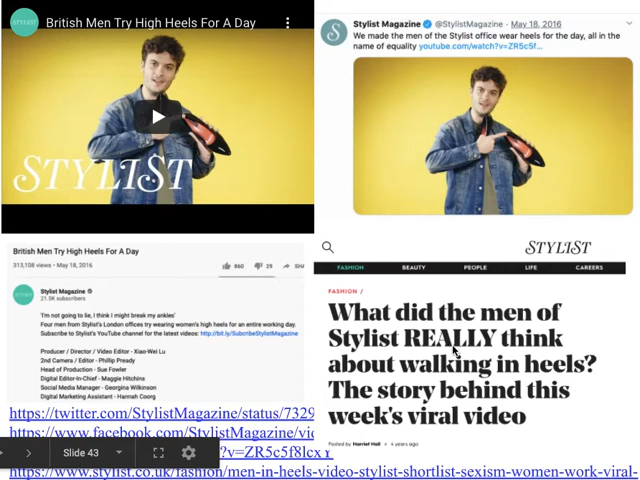 British Men Try High Heels For A Day
STYLIST
Stylist Magazine @StylistMagazine · May 18, 2016
We made the men of the Stylist office wear heels for the day, all in the
name of equality youtube.com/watch?v=ZR5c5f...
British Men Try High Heels For A Day
313,108 views • May 18, 2016
860 29 SH
Stylist Magazine
21.5K subscribers
'I'm not going to lie, I think I might break my ankles'
Four men from Stylist's London offices try wearing women's high heels for an entire working day.
Subscribe to Stylist's YouTube channel for the latest videos: http://bit.ly/SubcribeStylistMagazine
Producer / Director / Video Editor - Xiao-Wei Lu
2nd Camera / Editor - Phillip Pready
Head of Production - Sue Fowler
Digital Editor-In-Chief - Maggie Hitchins
Social Media Manager - Georgina Wilkinson
Digital Marketing Assistant - Hannah Coorg
STYLIST
FASHION BEAUTY PEOPLE LIFE CAREERS
FASHION /
What did the men of
Stylist REALLY think
about walking in heels?
The story behind this
week's viral video
Posted by Harriet Hall • 4 years ago
https://twitter.com/StylistMagazine/status/7329
https://www.facebook.com/StylistMagazine/vic
Slide 43
?v=ZR5c5f8lcxY
https://www.stylist.co.uk/fashion/men-in-heels-video-stylist-shortlist-sexism-women-work-viral-